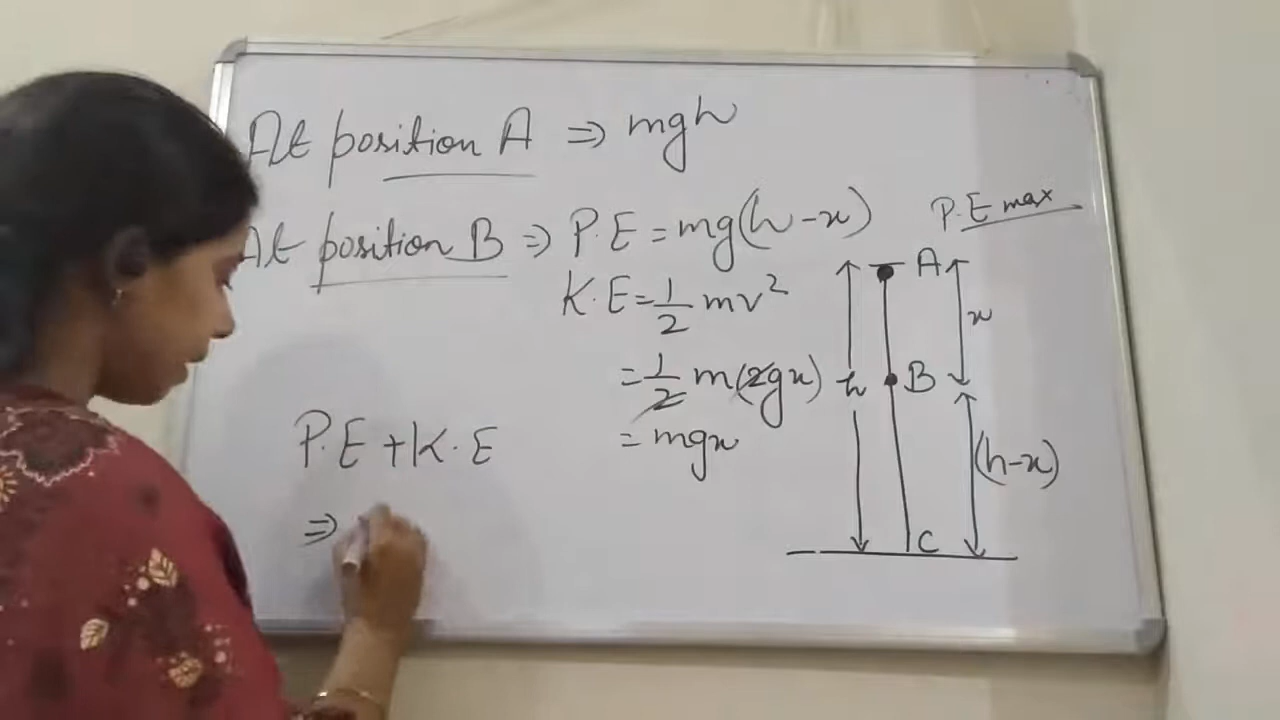 At position A ⇒ mgh
At position B ⇒ P.E = mg(h-x)
K.E = 1/2 mv²
= 1/2 m(2gx)
= mgx
P.E + K.E
⇒
P.E max
A
x
B
h
(h-x)
C